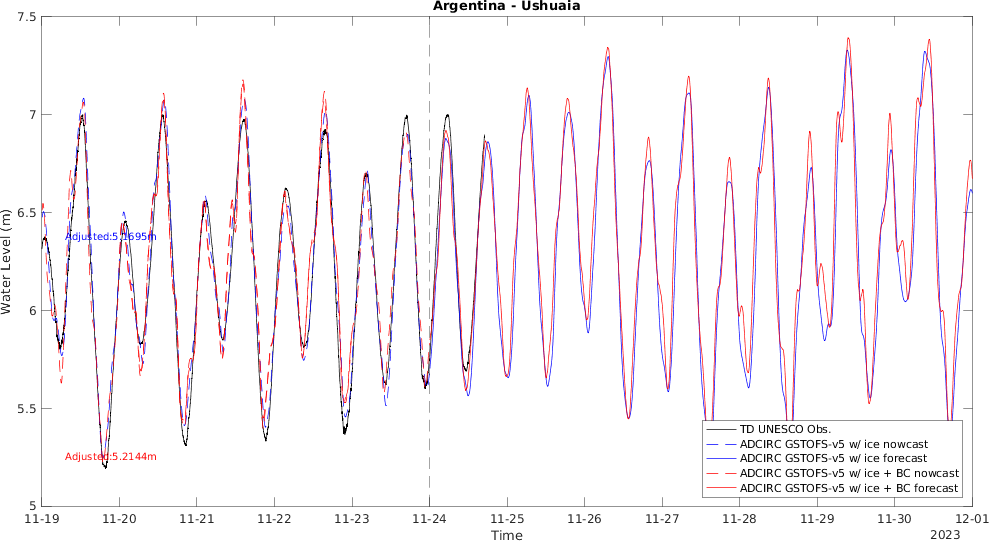 Argentina - Ushuaia
7.5
7
6.5
6
5.5
5
Water Level (m)
Adjusted:5.1695m
Adjusted:5.2144m
TD UNESCO Obs.
ADCIRC GSTOFS-v5 w/ ice nowcast
ADCIRC GSTOFS-v5 w/ ice forecast
ADCIRC GSTOFS-v5 w/ ice + BC nowcast
ADCIRC GSTOFS-v5 w/ ice + BC forecast
11-19 11-20 11-21 11-22 11-23 11-24 11-25 11-26 11-27 11-28 11-29 11-30 12-01
Time
2023